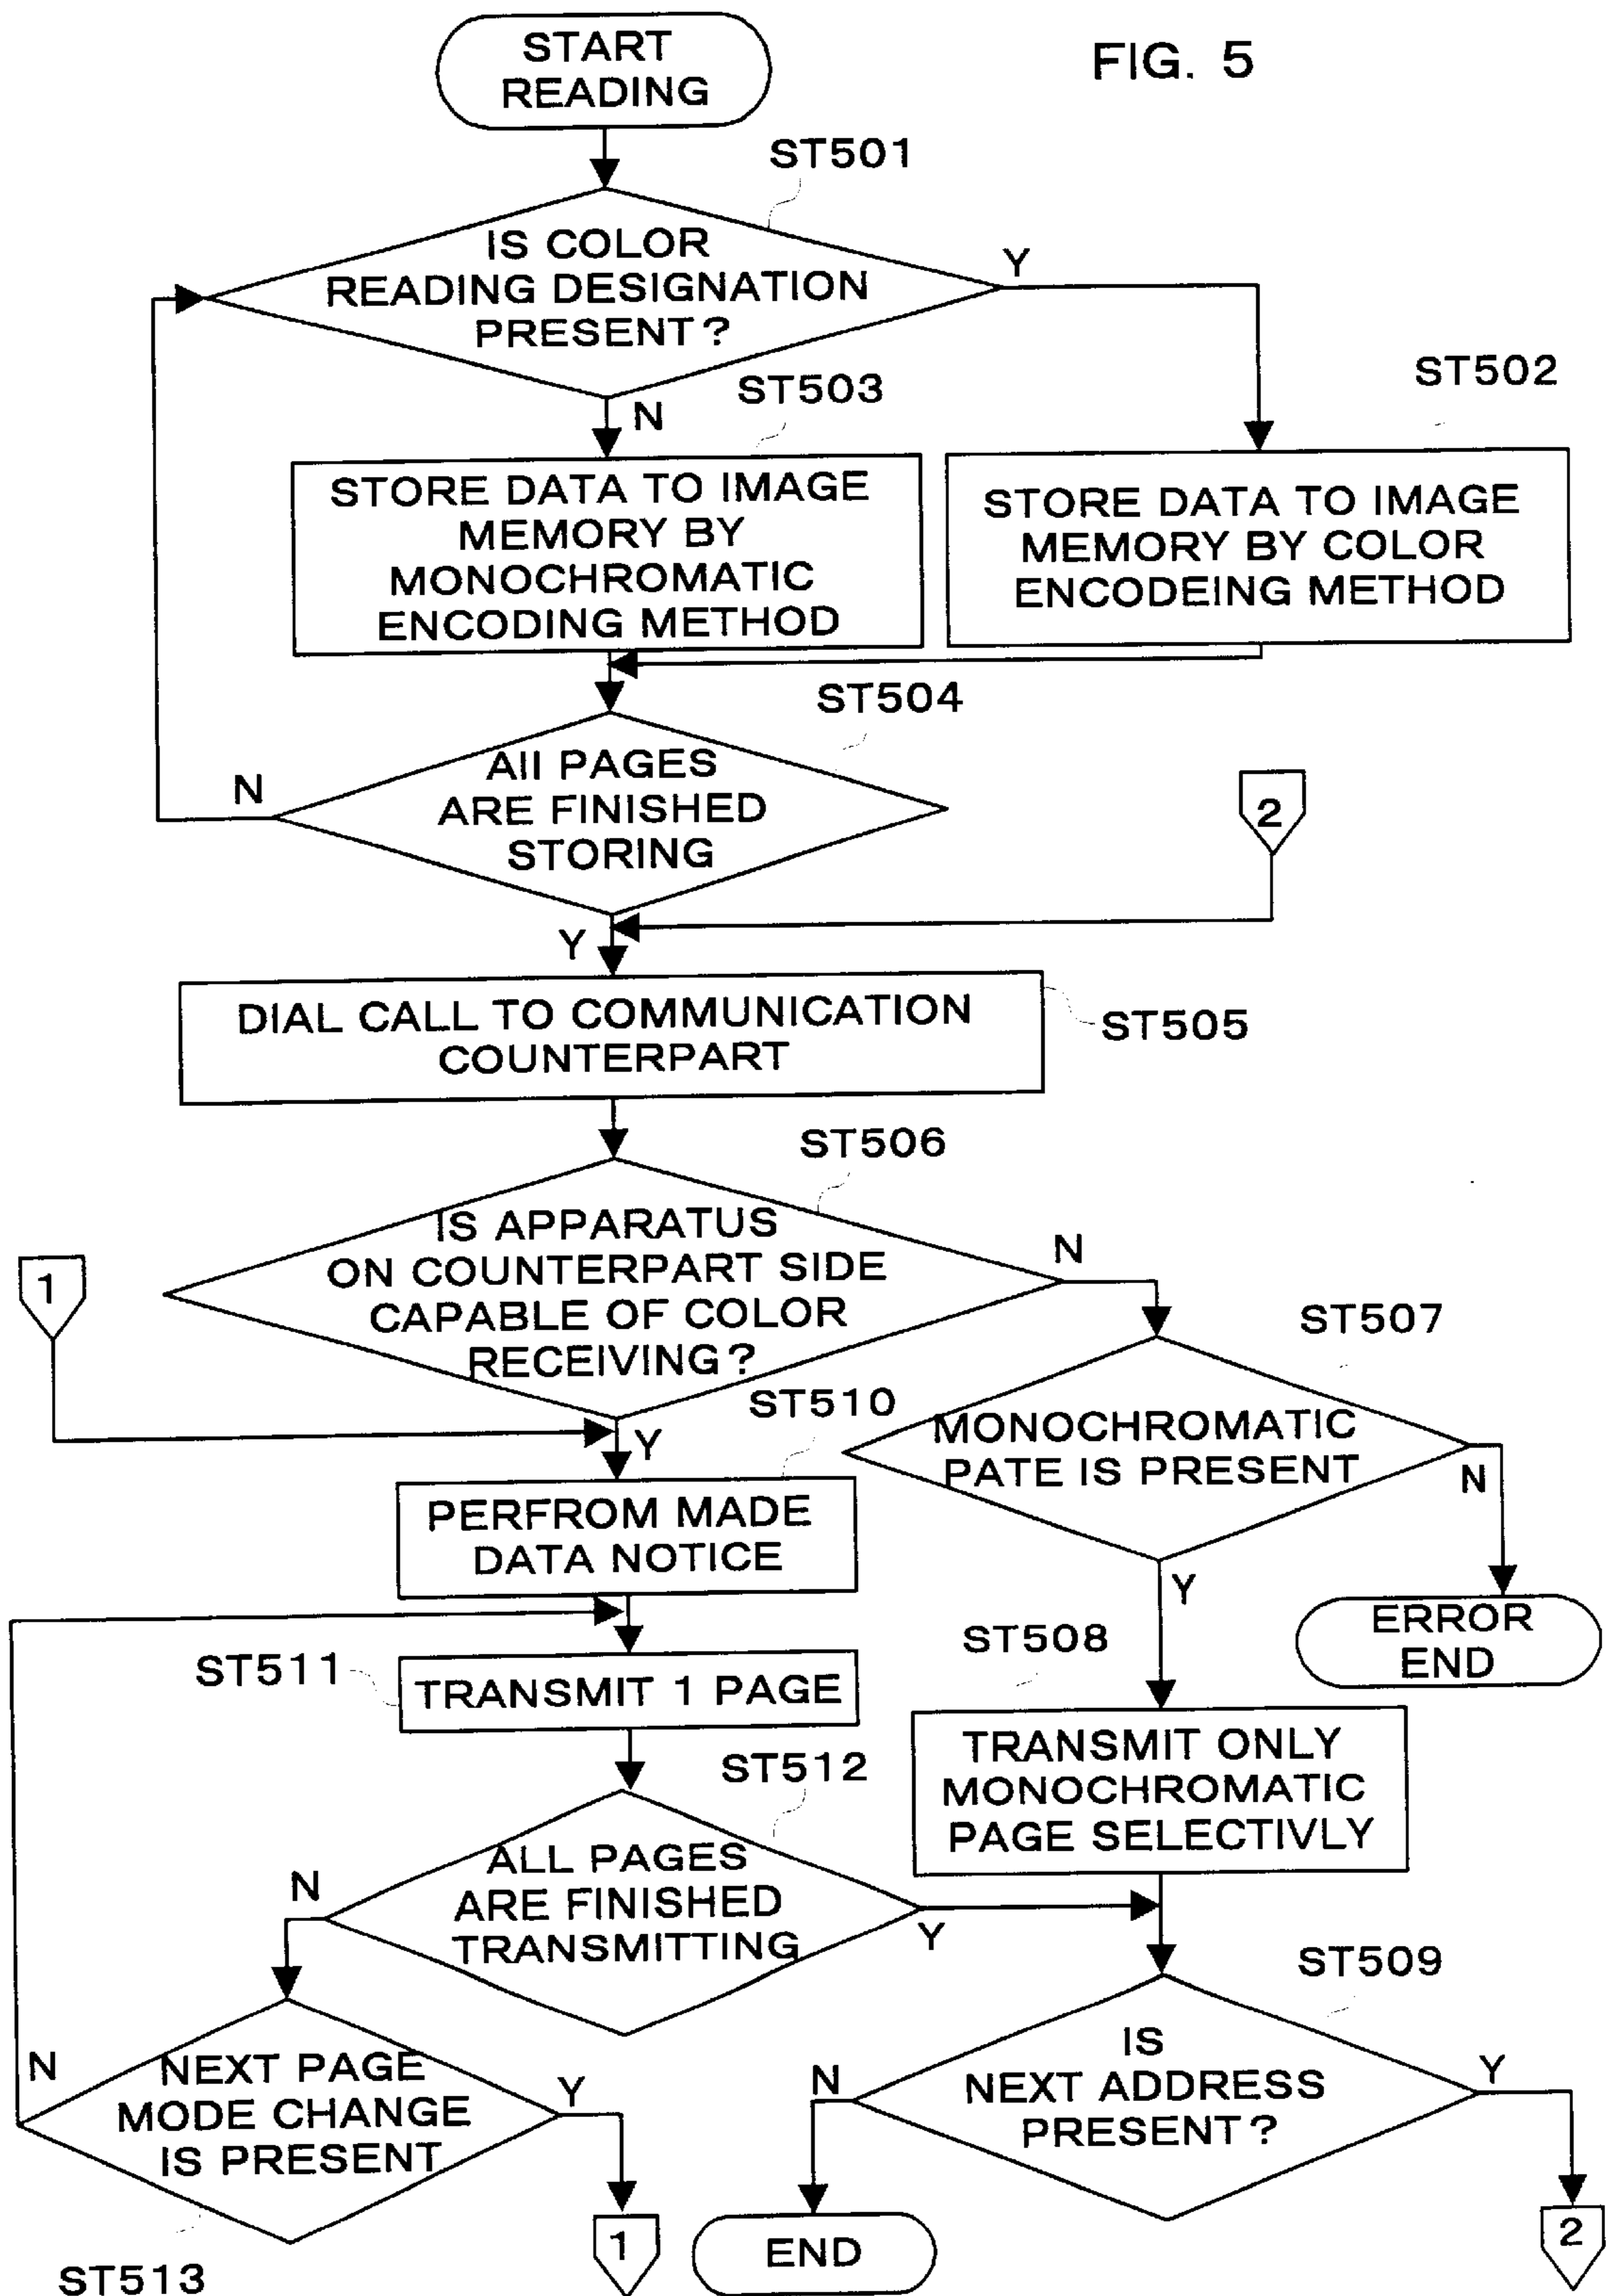 START
READING
FIG. 5
ST501
IS COLOR
READING DESIGNATION
PRESENT?
Y
N
ST503
ST502
STORE DATA TO IMAGE
MEMORY BY
MONOCHROMATIC
ENCODING METHOD
STORE DATA TO IMAGE
MEMORY BY COLOR
ENCODEING METHOD
ST504
All PAGES
ARE FINISHED
STORING
N
2
Y
DIAL CALL TO COMMUNICATION
COUNTERPART
ST505
ST506
IS APPARATUS
ON COUNTERPART SIDE
CAPABLE OF COLOR
RECEIVING?
N
1
ST507
ST510
Y
MONOCHROMATIC
PATE IS PRESENT
N
PERFROM MADE
DATA NOTICE
Y
ERROR
END
ST508
ST511
TRANSMIT 1 PAGE
TRANSMIT ONLY
MONOCHROMATIC
PAGE SELECTIVLY
ST512
ALL PAGES
ARE FINISHED
TRANSMITTING
N
Y
ST509
NEXT PAGE
MODE CHANGE
IS PRESENT
N
Y
IS
NEXT ADDRESS
PRESENT?
N
Y
1
END
2
ST513